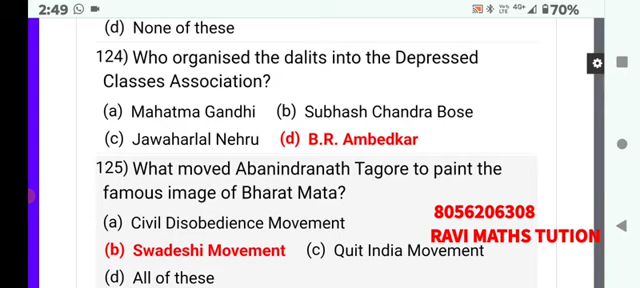 2:49 4G+ 70%
(d) None of these
124) Who organised the dalits into the Depressed
Classes Association?
(a) Mahatma Gandhi (b) Subhash Chandra Bose
(c) Jawaharlal Nehru (d) B.R. Ambedkar
125) What moved Abanindranath Tagore to paint the
famous image of Bharat Mata?
(a) Civil Disobedience Movement
8056206308
(b) Swadeshi Movement (c) Quit India Movement
RAVI MATHS TUTION
(d) All of these